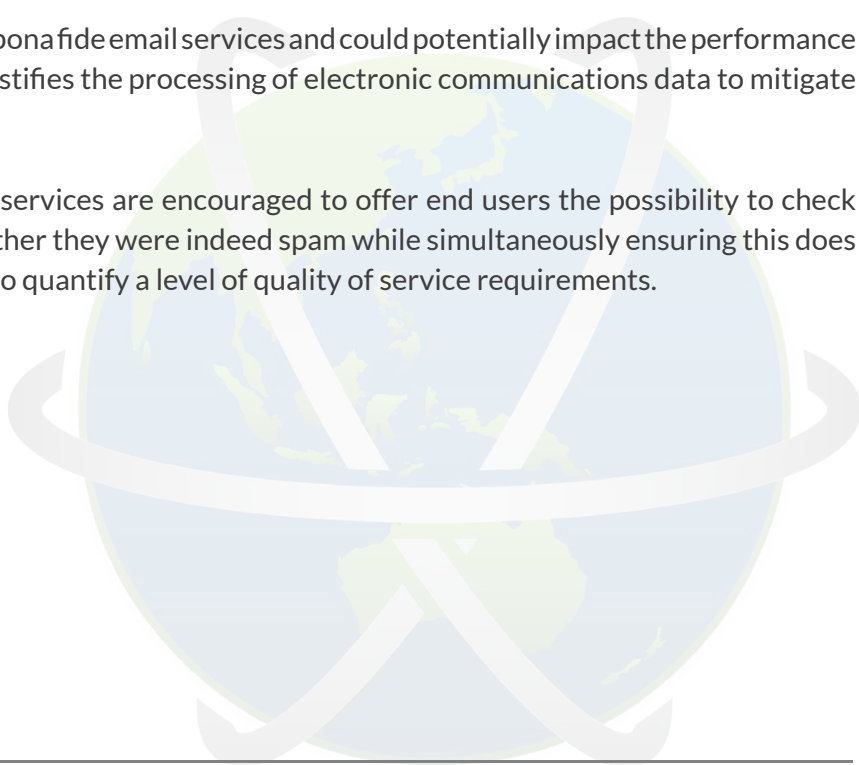 bona fide email services and could potentially impact the performance
stifies the processing of electronic communications data to mitigate
services are encouraged to offer end users the possibility to check
ther they were indeed spam while simultaneously ensuring this does
o quantify a level of quality of service requirements.